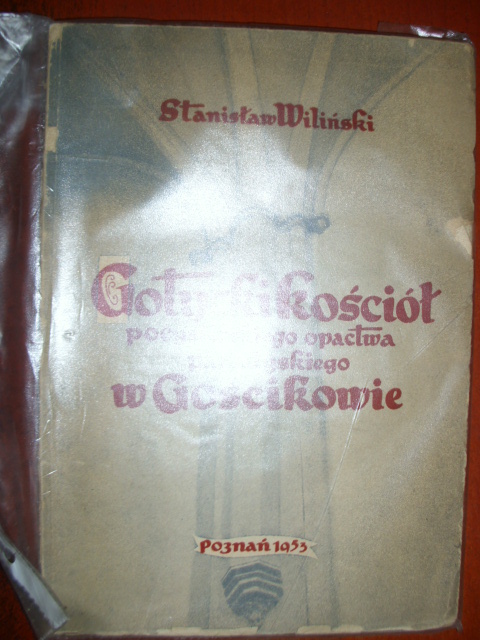 Stanisław Wiliński
Gotycki kościół
opactwa
w Gościkowie
Poznań 1953